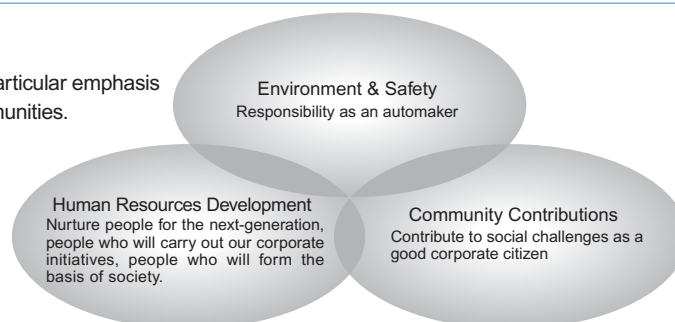 articular emphasis
munities.
Environment & Safety
Responsibility as an automaker
Human Resources Development
Nurture people for the next-generation,
people who will carry out our corporate
initiatives, people who will form the
basis of society.
Community Contributions
Contribute to social challenges as a
good corporate citizen